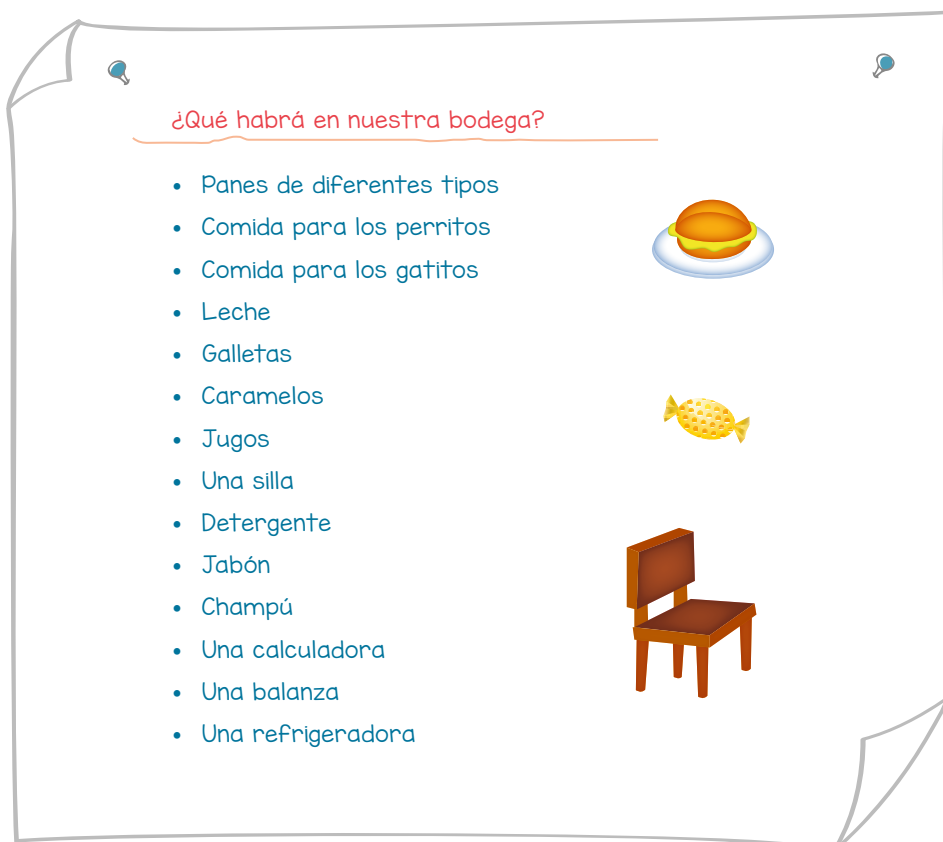 ¿Qué habrá en nuestra bodega?
• Panes de diferentes tipos
• Comida para los perritos
• Comida para los gatitos
• Leche
• Galletas
• Caramelos
• Jugos
• Una silla
• Detergente
• Jabón
• Champú
• Una calculadora
• Una balanza
• Una refrigeradora